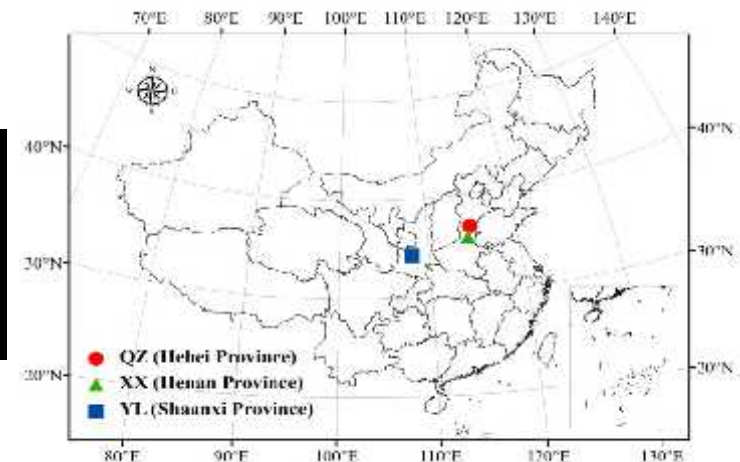 70°E 80°E 90°E 100°E 110°E 120°E 130°E 140°E
N
40°N 40°N
30°N 30°N
20°N 20°N
QZ (Hebei Province)
XX (Henan Province)
YL (Shaanxi Province)
80°E 90°E 100°E 110°E 120°E 130°E